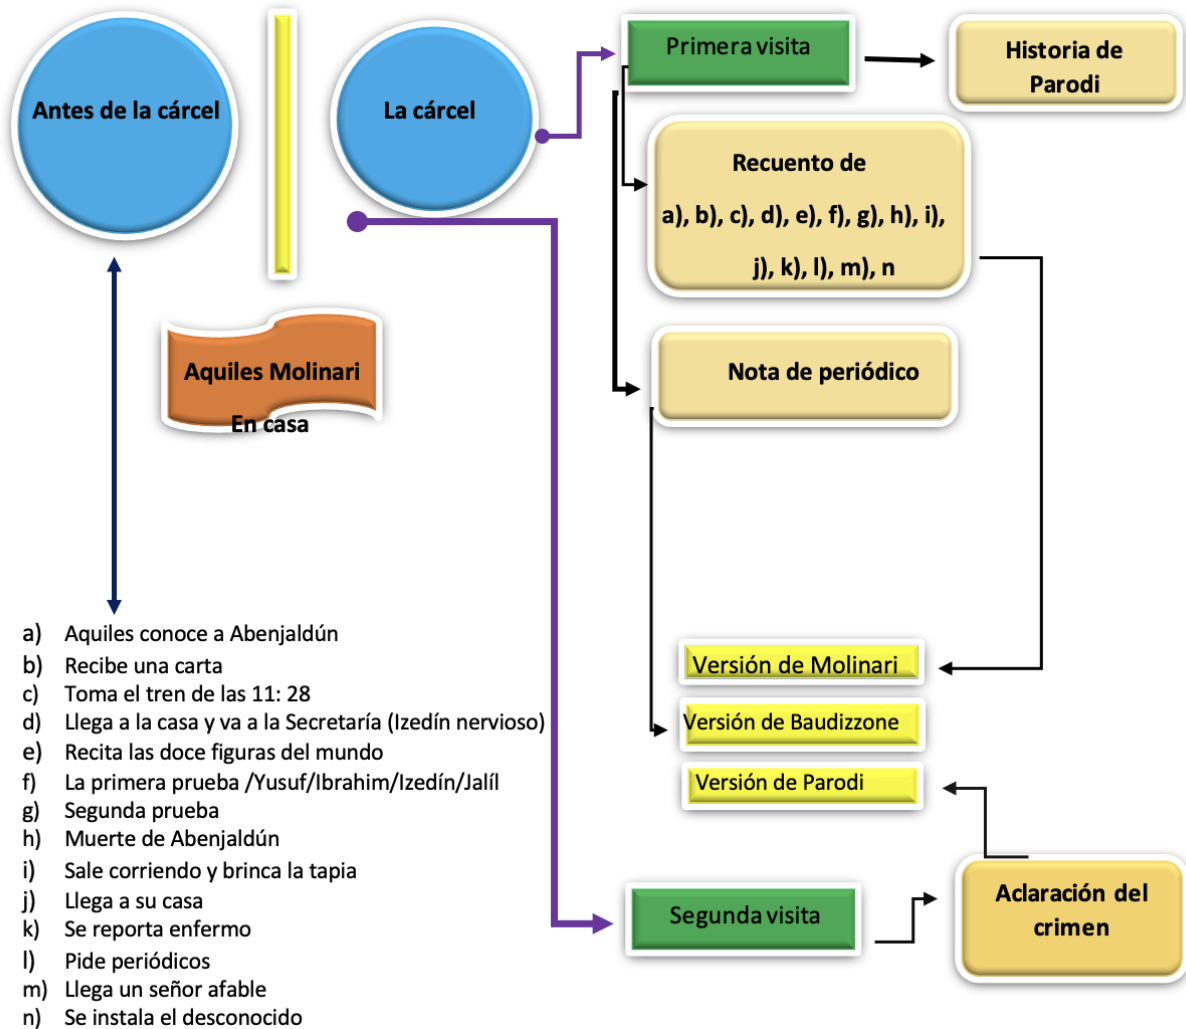 Antes de la cárcel
La cárcel
Primera visita
Historia de
Parodi
Recuento de
a), b), c), d), e), f), g), h), i),
j), k), l), m), n
Aquiles Molinari
En casa
Nota de periódico
a) Aquiles conoce a Abenjaldún
b) Recibe una carta
c) Toma el tren de las 11: 28
d) Llega a la casa y va a la Secretaría (Izedín nervioso)
e) Recita las doce figuras del mundo
f) La primera prueba /Yusuf/Ibrahim/Izedín/Jalíl
g) Segunda prueba
h) Muerte de Abenjaldún
i) Sale corriendo y brinca la tapia
j) Llega a su casa
k) Se reporta enfermo
l) Pide periódicos
m) Llega un señor afable
n) Se instala el desconocido
Versión de Molinari
Versión de Baudizzone
Versión de Parodi
Segunda visita
Aclaración del
crimen